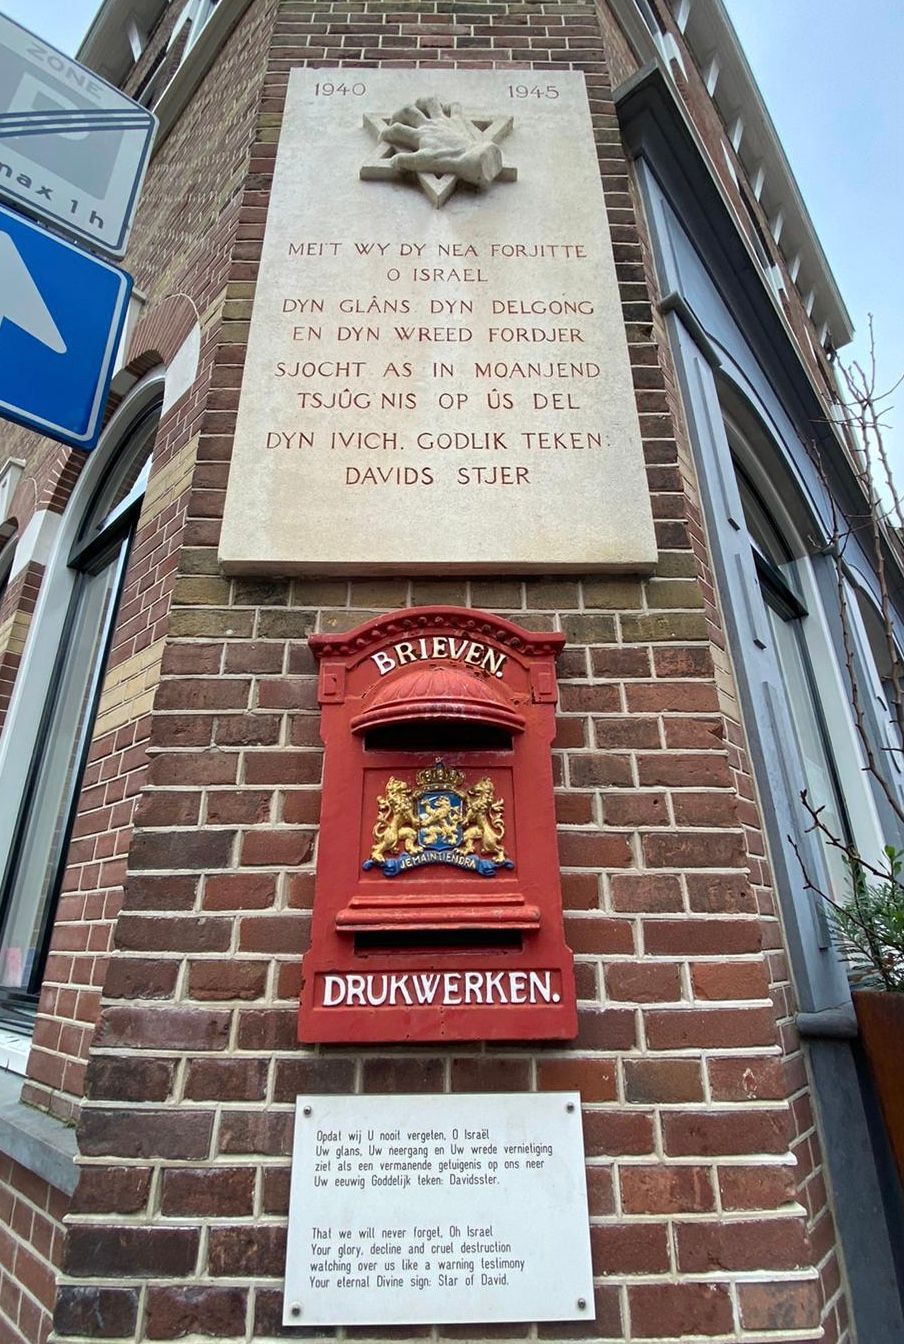 ZONE
P
max 1 h
1940 1945
MEIT WY DY NEA FORJITTE
O ISRAEL
DYN GLÂNS DYN DELGONG
EN DYN WREED FORDJER
SJOCHT AS IN MOANJEND
TSJÛGNIS OP ÛS DEL
DYN IVICH. GODLIK TEKEN:
DAVIDS STJER
BRIEVEN.
JE MAINTIENDRAI
DRUKWERKEN.
Opdat wij U nooit vergeten, O Israël
Uw glans, Uw neergang en Uw wrede vernietiging
ziet als een vermanende getuigenis op ons neer
Uw eeuwig Goddelijk teken: Davidsster.
That we will never forget, Oh Israel
Your glory, decline and cruel destruction
watching over us like a warning testimony
Your eternal Divine sign: Star of David.